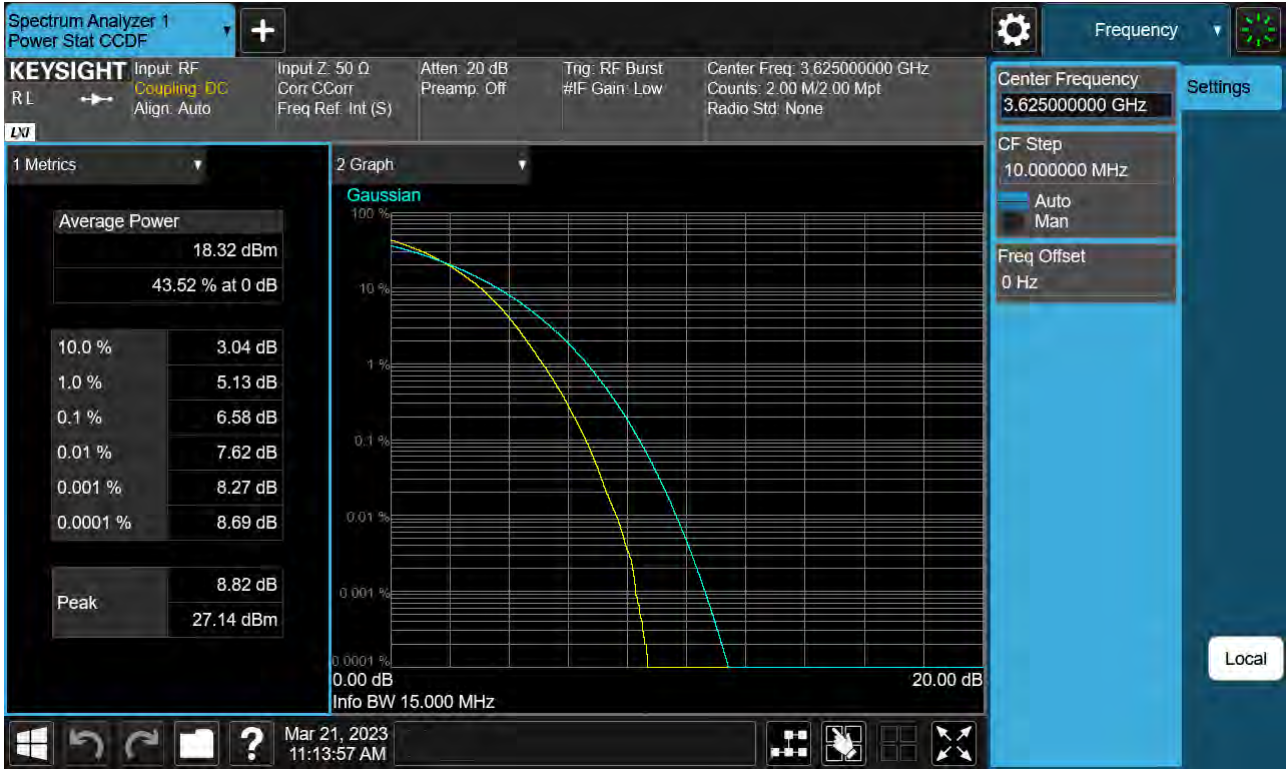 Spectrum Analyzer 1
Power Stat CCDF
Frequency
KEYSIGHT
R L
LXI
Input: RF
Coupling: DC
Align: Auto
Input Z: 50 Ω
Corr CCorr
Freq Ref: Int (S)
Atten: 20 dB
Preamp: Off
Trig: RF Burst
#IF Gain: Low
Center Freq: 3.625000000 GHz
Counts: 2.00 M/2.00 Mpt
Radio Std: None
Center Frequency
3.625000000 GHz
Settings
CF Step
10.000000 MHz
Auto
Man
Freq Offset
0 Hz
1 Metrics
Average Power
18.32 dBm
43.52 % at 0 dB
10.0 % 3.04 dB
1.0 % 5.13 dB
0.1 % 6.58 dB
0.01 % 7.62 dB
0.001 % 8.27 dB
0.0001 % 8.69 dB
Peak
8.82 dB
27.14 dBm
2 Graph
Gaussian
100 %
10 %
1 %
0.1 %
0.01 %
0.001 %
0.0001 %
0.00 dB 20.00 dB
Info BW 15.000 MHz
Local
?
Mar 21, 2023
11:13:57 AM